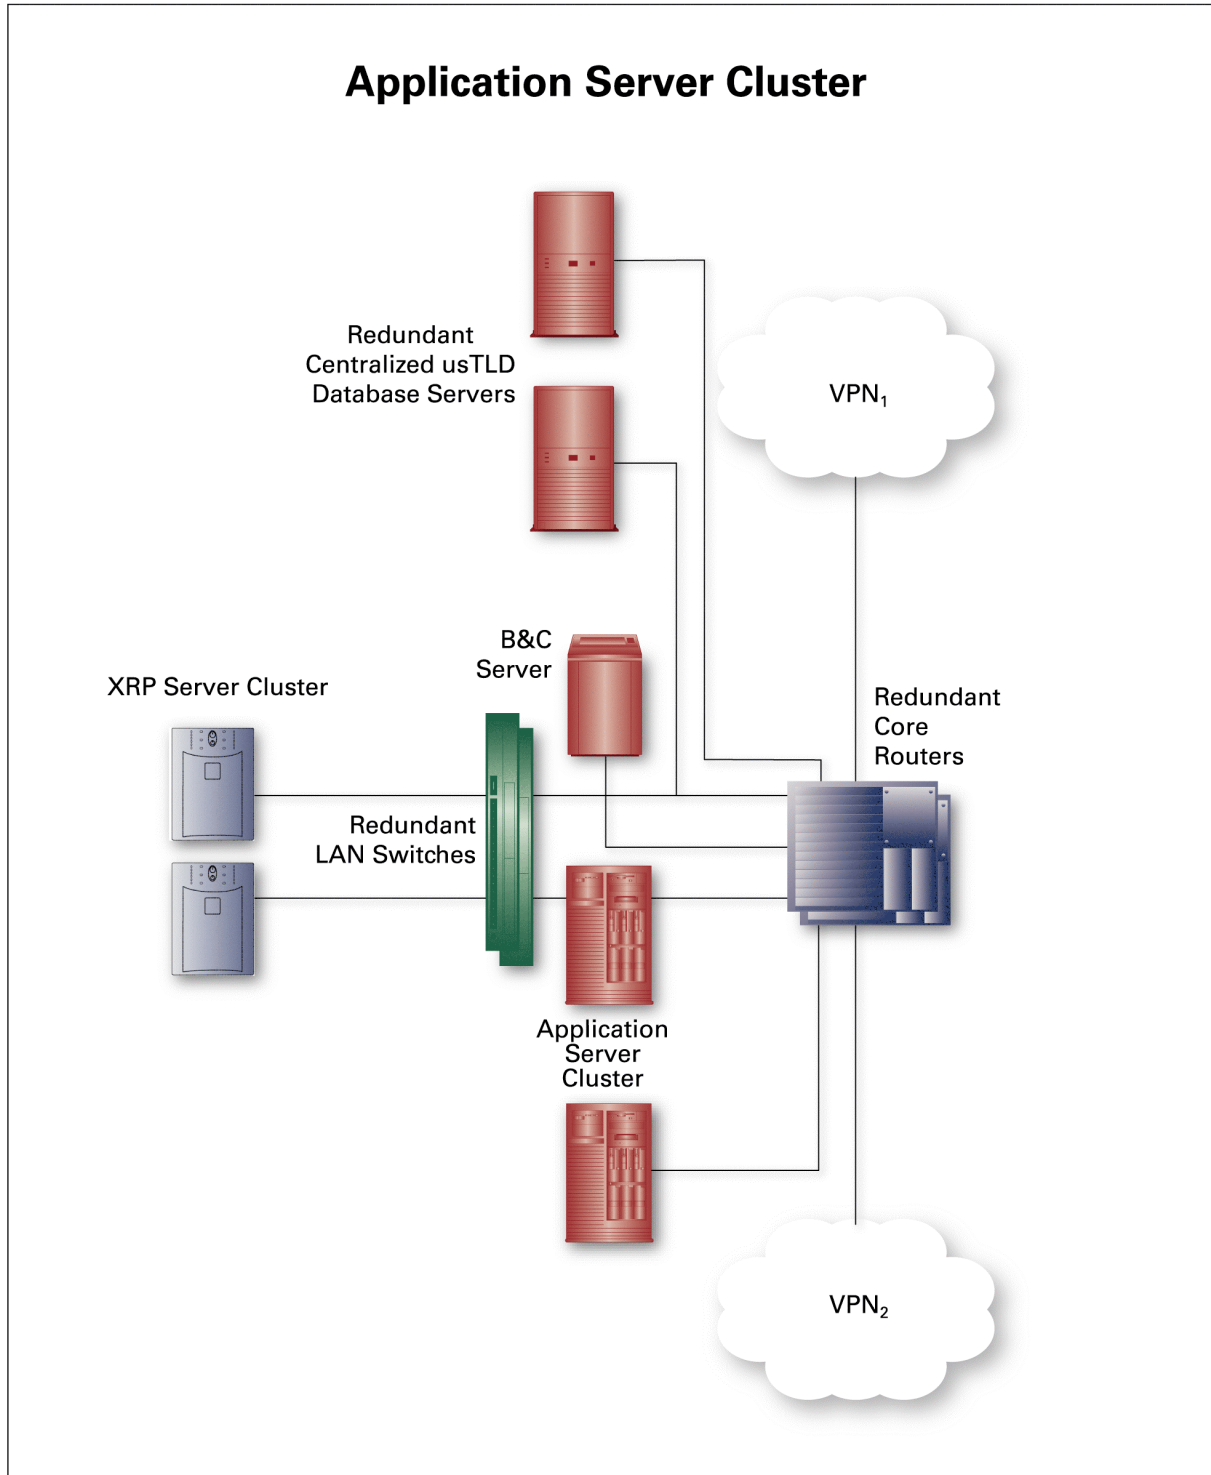 Application Server Cluster
Redundant
Centralized usTLD
Database Servers
VPN₁
B&C
Server
XRP Server Cluster
Redundant
Core
Routers
Redundant
LAN Switches
Application
Server
Cluster
VPN₂